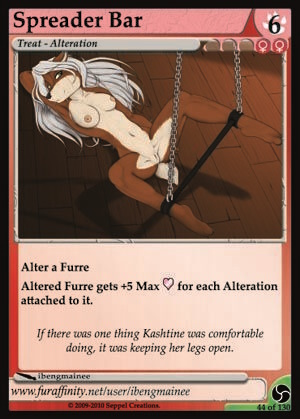 Spreader Bar
6
Treat - Alteration
Alter a Furre
Altered Furre gets +5 Max for each Alteration
attached to it.
If there was one thing Kashtine was comfortable
doing, it was keeping her legs open.
ibengmainee
www.furaffinity.net/user/ibengmainee
© 2009-2010 Seppel Creations.
44 of 130